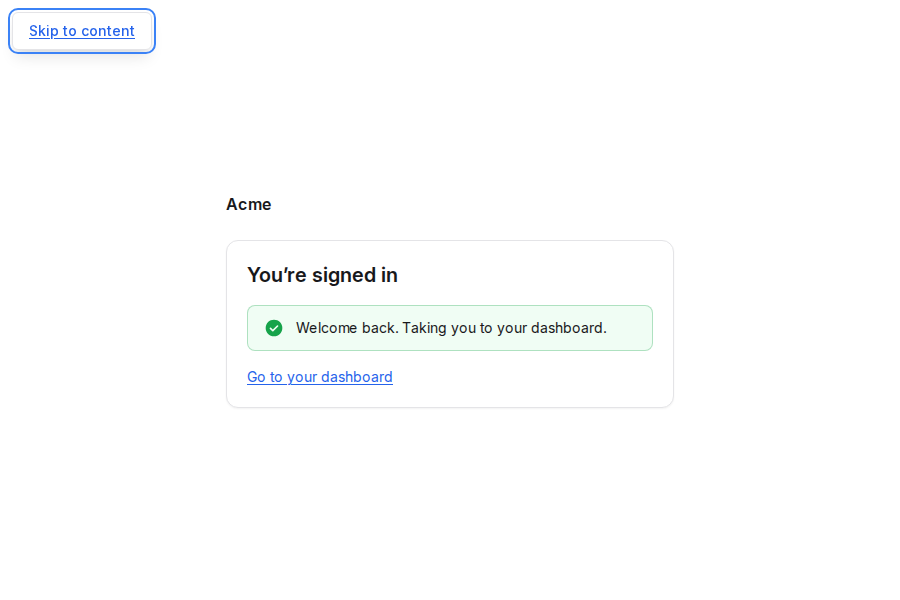 Skip to content
Acme
You’re signed in
Welcome back. Taking you to your dashboard.
Go to your dashboard